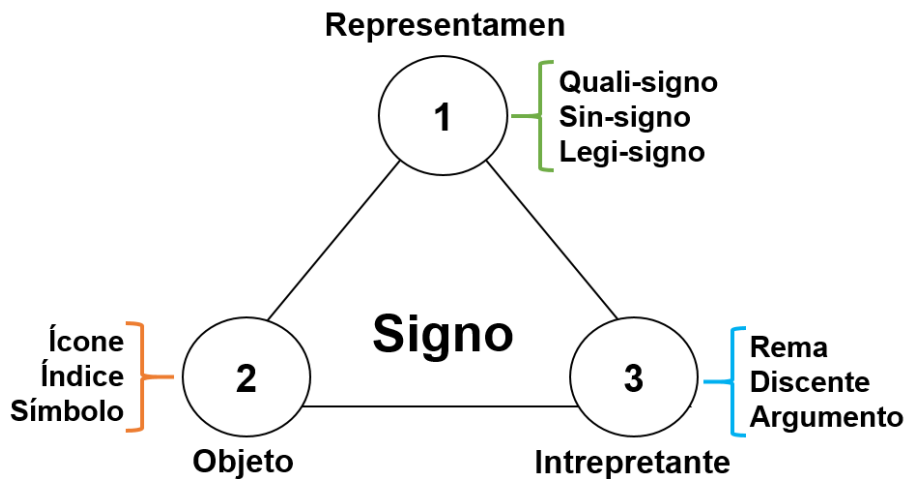 Representamen
1
Quali-signo
Sin-signo
Legi-signo
Signo
Ícone
Índice
Símbolo
2
Objeto
3
Rema
Discente
Argumento
Intrepretante